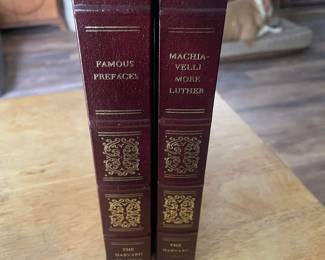 FAMOUS
PREFACES
THE
HARVARD
MACHIA-
VELLI
MORE
LUTHER
THE
HARVARD